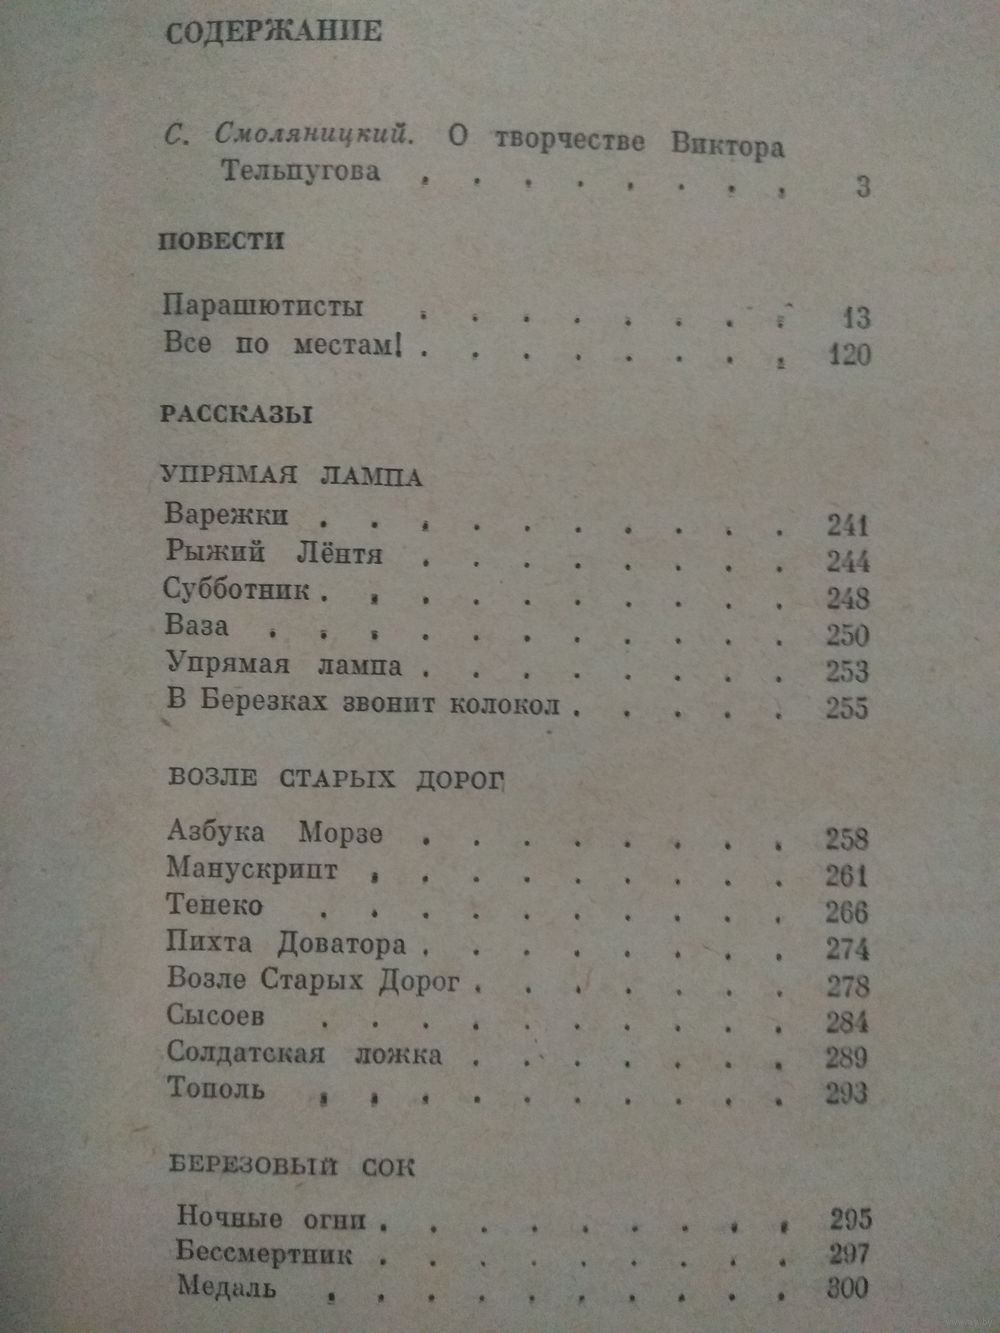 СОДЕРЖАНИЕ
С. Смоляницкий. О творчестве Виктора
Тельпугова . . . . . . . . 3
ПОВЕСТИ
Парашютисты . . . . . . . . 13
Все по местам! . . . . . . . . 120
РАССКАЗЫ
УПРЯМАЯ ЛАМПА
Варежки . . . . . . . . . . 241
Рыжий Лёнтя . . . . . . . . 244
Субботник . . . . . . . . . . 248
Ваза . . . . . . . . . . . 250
Упрямая лампа . . . . . . . . 253
В Березках звонит колокол . . . . . 255
ВОЗЛЕ СТАРЫХ ДОРОГ
Азбука Морзе . . . . . . . . 258
Манускрипт . . . . . . . . . 261
Тенеко . . . . . . . . . . 266
Пихта Доватора . . . . . . . . 274
Возле Старых Дорог . . . . . . . 278
Сысоев . . . . . . . . . . 284
Солдатская ложка . . . . . . . 289
Тополь . . . . . . . . . . 293
БЕРЕЗОВЫЙ СОК
Ночные огни . . . . . . . . . 295
Бессмертник . . . . . . . . . 297
Медаль . . . . . . . . . . 300